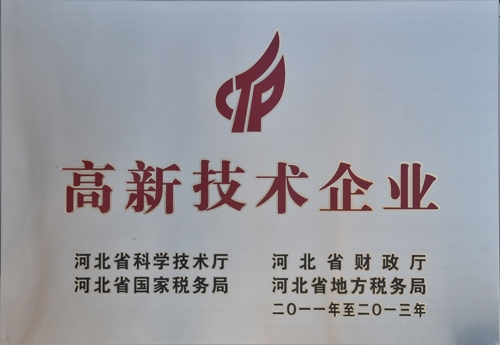 CTP
高新技术企业
河北省科学技术厅 河北省财政厅
河北省国家税务局 河北省地方税务局
二〇一一年至二〇一三年